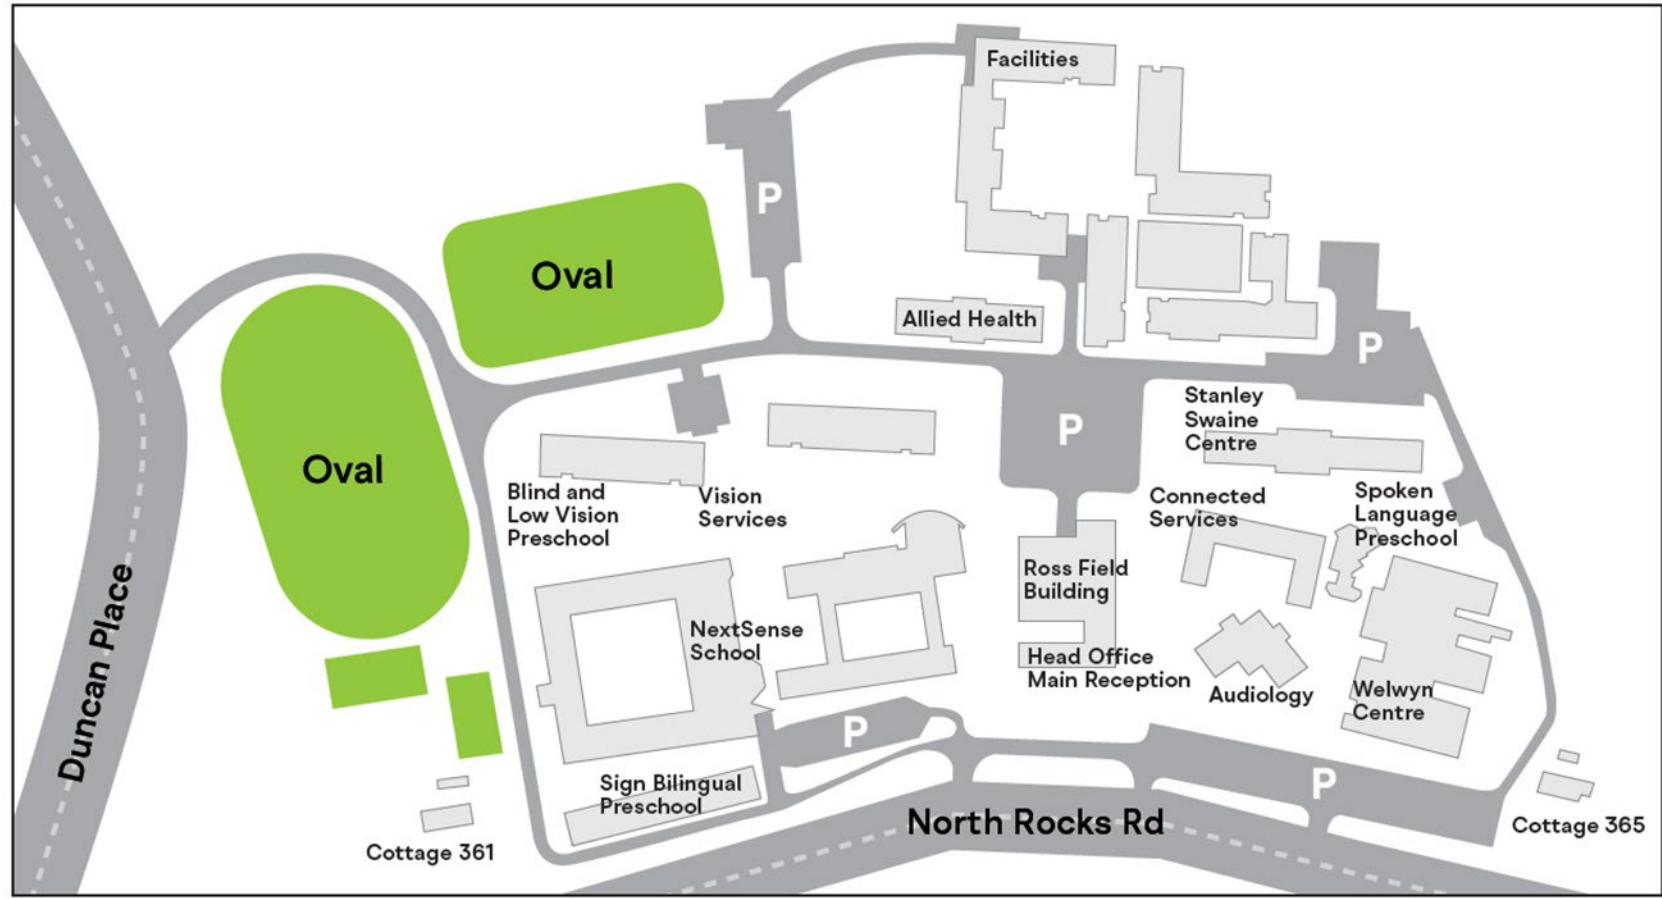 Facilities
P
Oval
Allied Health
P
Stanley
Swaine
Centre
P
Oval
Blind and
Low Vision
Preschool
Vision
Services
Connected
Services
Spoken
Language
Preschool
Ross Field
Building
NextSense
School
Head Office
Main Reception
Audiology
Welwyn
Centre
Duncan Place
P
P
Sign Bilingual
Preschool
North Rocks Rd
Cottage 365
Cottage 361